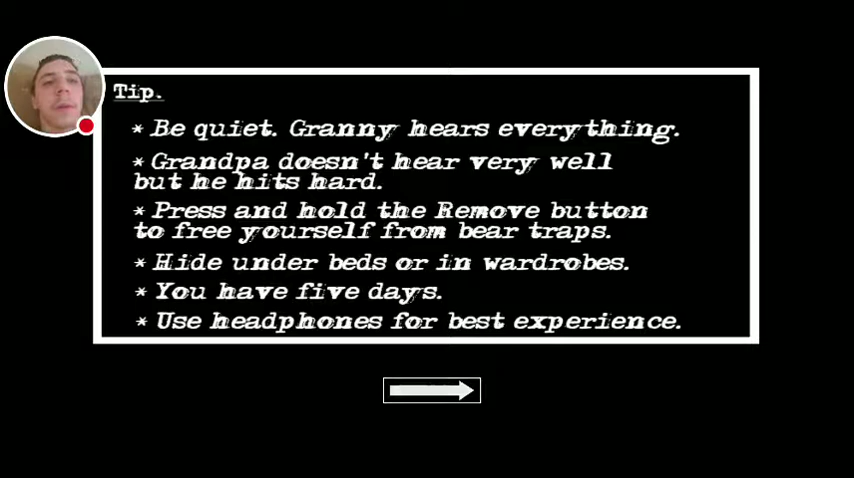 Tip.
* Be quiet. Granny hears everything.
* Grandpa doesn't hear very well
but he hits hard.
* Press and hold the Remove button
to free yourself from bear traps.
* Hide under beds or in wardrobes.
* You have five days.
* Use headphones for best experience.